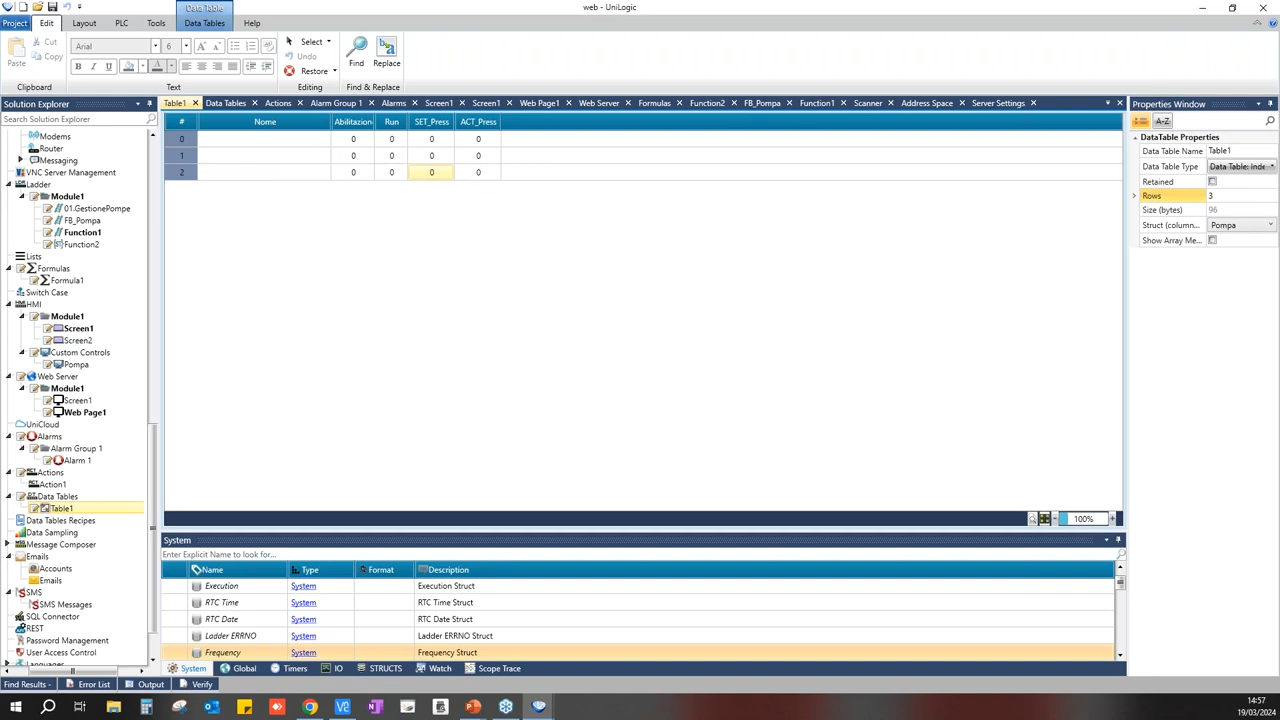 Data Table
web - UniLogic
Project Edit Layout PLC Tools Data Tables Help
Paste
Cut
Copy
Clipboard
Arial 6
Text
Select
Undo
Restore
Editing
Find
Replace
Find & Replace
Solution Explorer
Search Solution Explorer
Modems
Router
Messaging
VNC Server Management
Ladder
Module1
01.GestionePompe
FB_Pompa
Function1
Function2
Lists
Formulas
Formula1
Switch Case
HMI
Module1
Screen1
Screen2
Custom Controls
Pompa
Web Server
Module1
Screen1
Web Page1
UniCloud
Alarms
Alarm Group 1
Alarm 1
Actions
Action1
Data Tables
Table1
Data Tables Recipes
Data Sampling
Message Composer
Emails
Accounts
Emails
SMS
SMS Messages
SQL Connector
REST
Password Management
User Access Control
Languages
Table1 Data Tables Actions Alarm Group 1 Alarms Screen1 Screen1 Web Page1 Web Server Formulas Function2 FB_Pompa Function1 Scanner Address Space Server Settings
# Nome Abilitazion Run SET_Press ACT_Press
0 0 0 0 0
1 0 0 0 0
2 0 0 0 0
100%
System
Enter Explicit Name to look for...
Name Type Format Description
Execution System Execution Struct
RTC Time System RTC Time Struct
RTC Date System RTC Date Struct
Ladder ERRNO System Ladder ERRNO Struct
Frequency System Frequency Struct
System Global Timers IO STRUCTS Watch Scope Trace
Properties Window
A-Z
DataTable Properties
Data Table Name Table1
Data Table Type Data Table: Inde
Retained
Rows 3
Size (bytes) 96
Struct (column... Pompa
Show Array Me...
Find Results - Error List Output Verify
14:57
19/03/2024